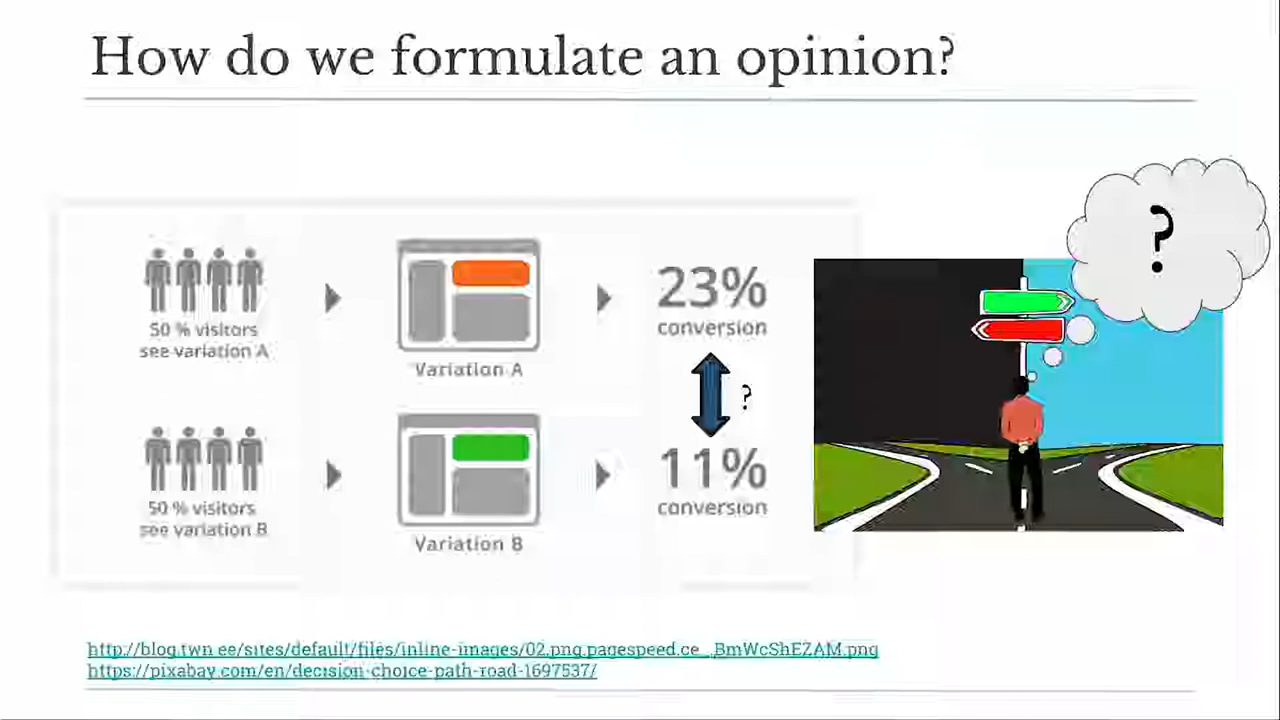 How do we formulate an opinion?
?
50 % visitors
see variation A
Variation A
23%
conversion
?
50 % visitors
see variation B
Variation B
11%
conversion
http://blog.twn.ee/sites/default/files/inline-images/02.png.pagespeed.ce_.BmWcShEZAM.png
https://pixabay.com/en/decision-choice-path-road-1697537/